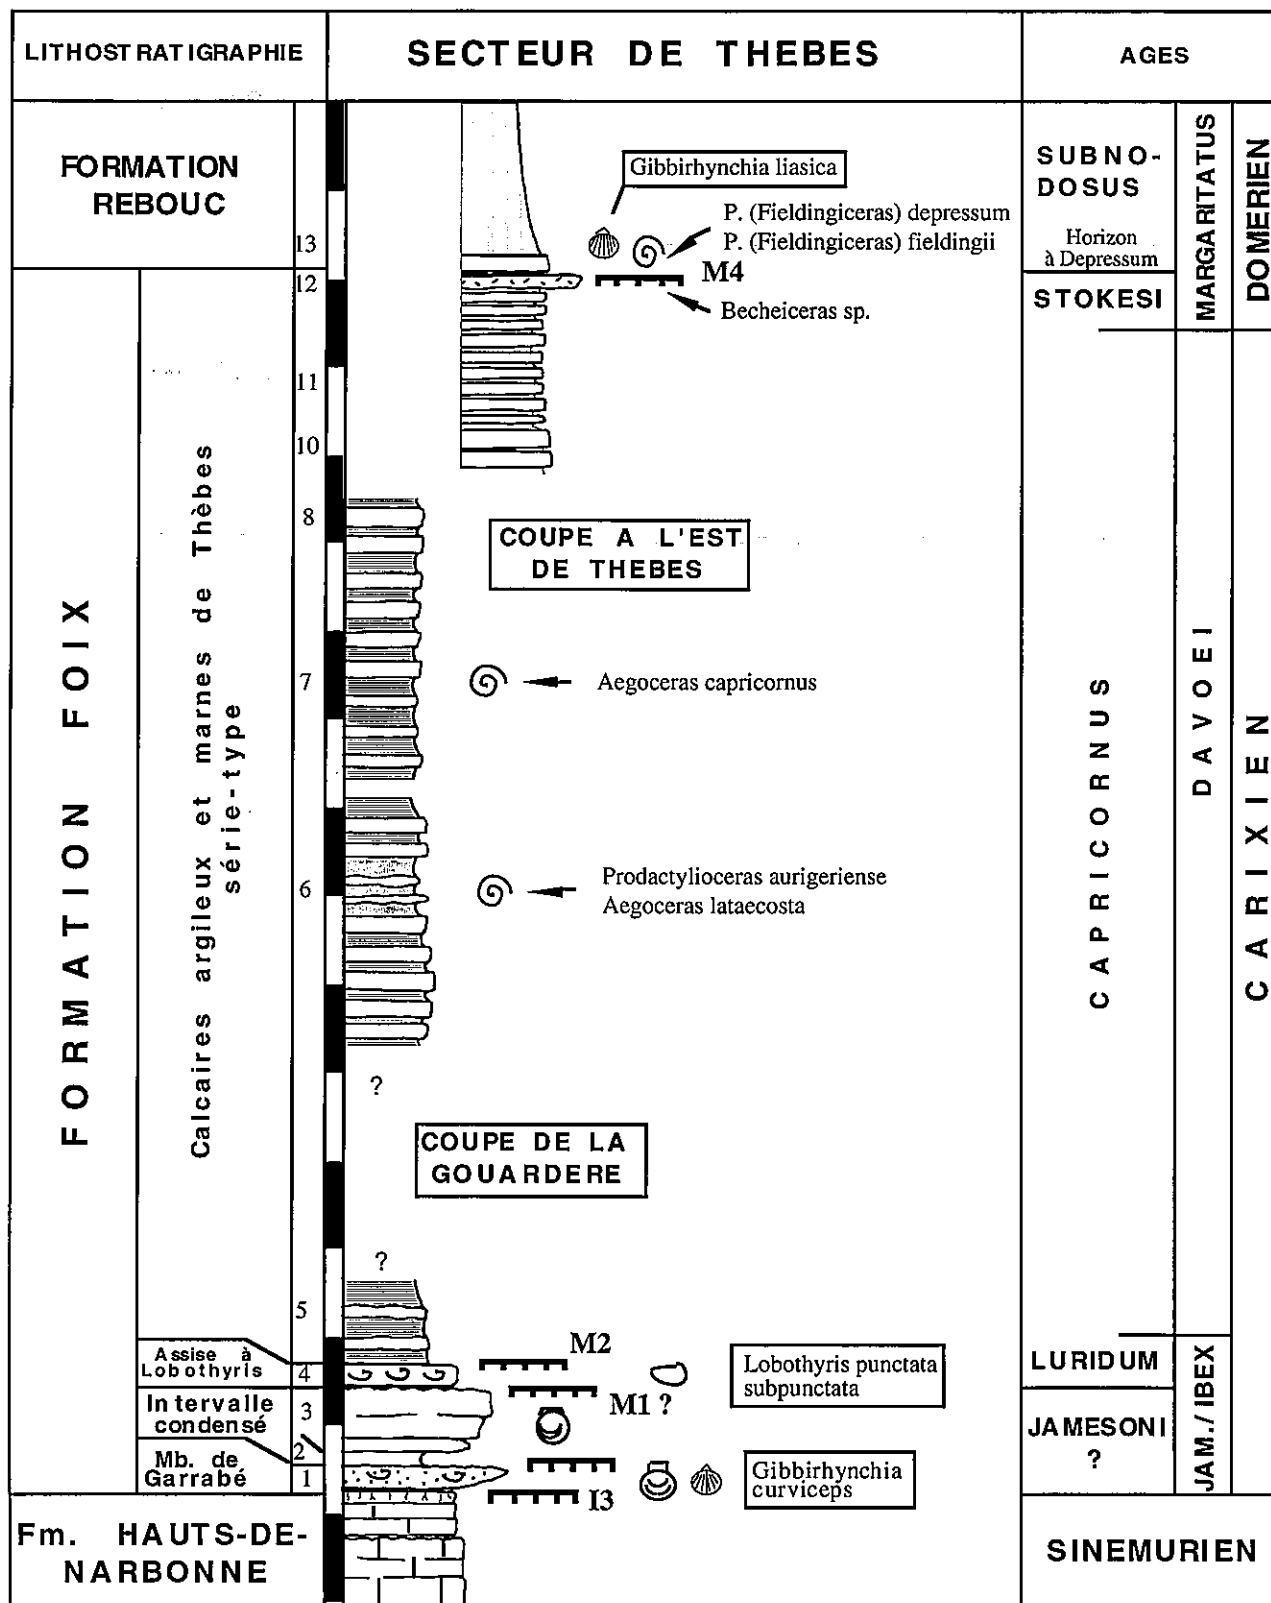 LITHOSTRATIGRAPHIE
SECTEUR DE THEBES
AGES
FORMATION
REBOUC
13
Gibbirhynchia liasica
P. (Fieldingiceras) depressum
P. (Fieldingiceras) fieldingii
M4
Becheiceras sp.
SUBNO-
DOSUS
Horizon
à Depressum
STOKESI
MARGARITATUS
DOMERIEN
12
11
10
8
COUPE A L'EST
DE THEBES
7
Aegoceras capricornus
6
Prodactylioceras aurigeriense
Aegoceras lataecosta
FORMATION FOIX
Calcaires argileux et marnes de Thèbes
série-type
CAPRICORNUS
DAVOEI
CARIXIEN
?
COUPE DE LA
GOUARDERE
?
5
Assise à
Lobothyris
4
M2
Lobothyris punctata
subpunctata
LURIDUM
Intervalle
condensé
3
M1 ?
JAMESONI
?
JAM./IBEX
2
Mb. de
Garrabé
1
I3
Gibbirhynchia
curviceps
Fm. HAUTS-DE-
NARBONNE
SINEMURIEN